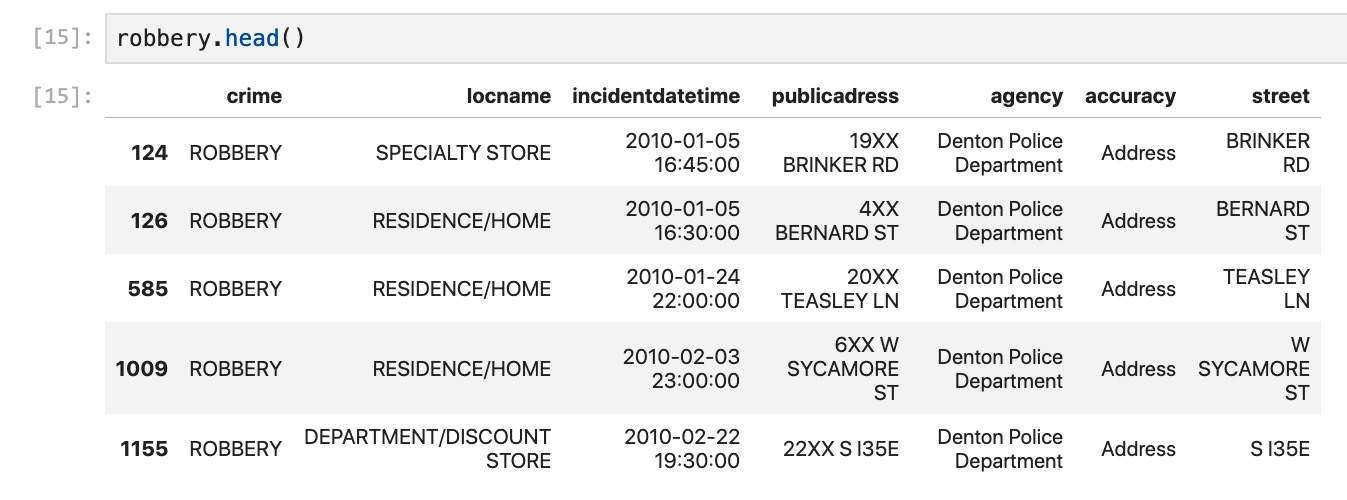 [15]: robbery.head()
[15]:
crime locname incidentdatetime publicadress agency accuracy street
124 ROBBERY SPECIALTY STORE 2010-01-05 16:45:00 19XX BRINKER RD Denton Police Department Address BRINKER RD
126 ROBBERY RESIDENCE/HOME 2010-01-05 16:30:00 4XX BERNARD ST Denton Police Department Address BERNARD ST
585 ROBBERY RESIDENCE/HOME 2010-01-24 22:00:00 20XX TEASLEY LN Denton Police Department Address TEASLEY LN
1009 ROBBERY RESIDENCE/HOME 2010-02-03 23:00:00 6XX W SYCAMORE ST Denton Police Department Address W SYCAMORE ST
1155 ROBBERY DEPARTMENT/DISCOUNT STORE 2010-02-22 19:30:00 22XX S I35E Denton Police Department Address S I35E